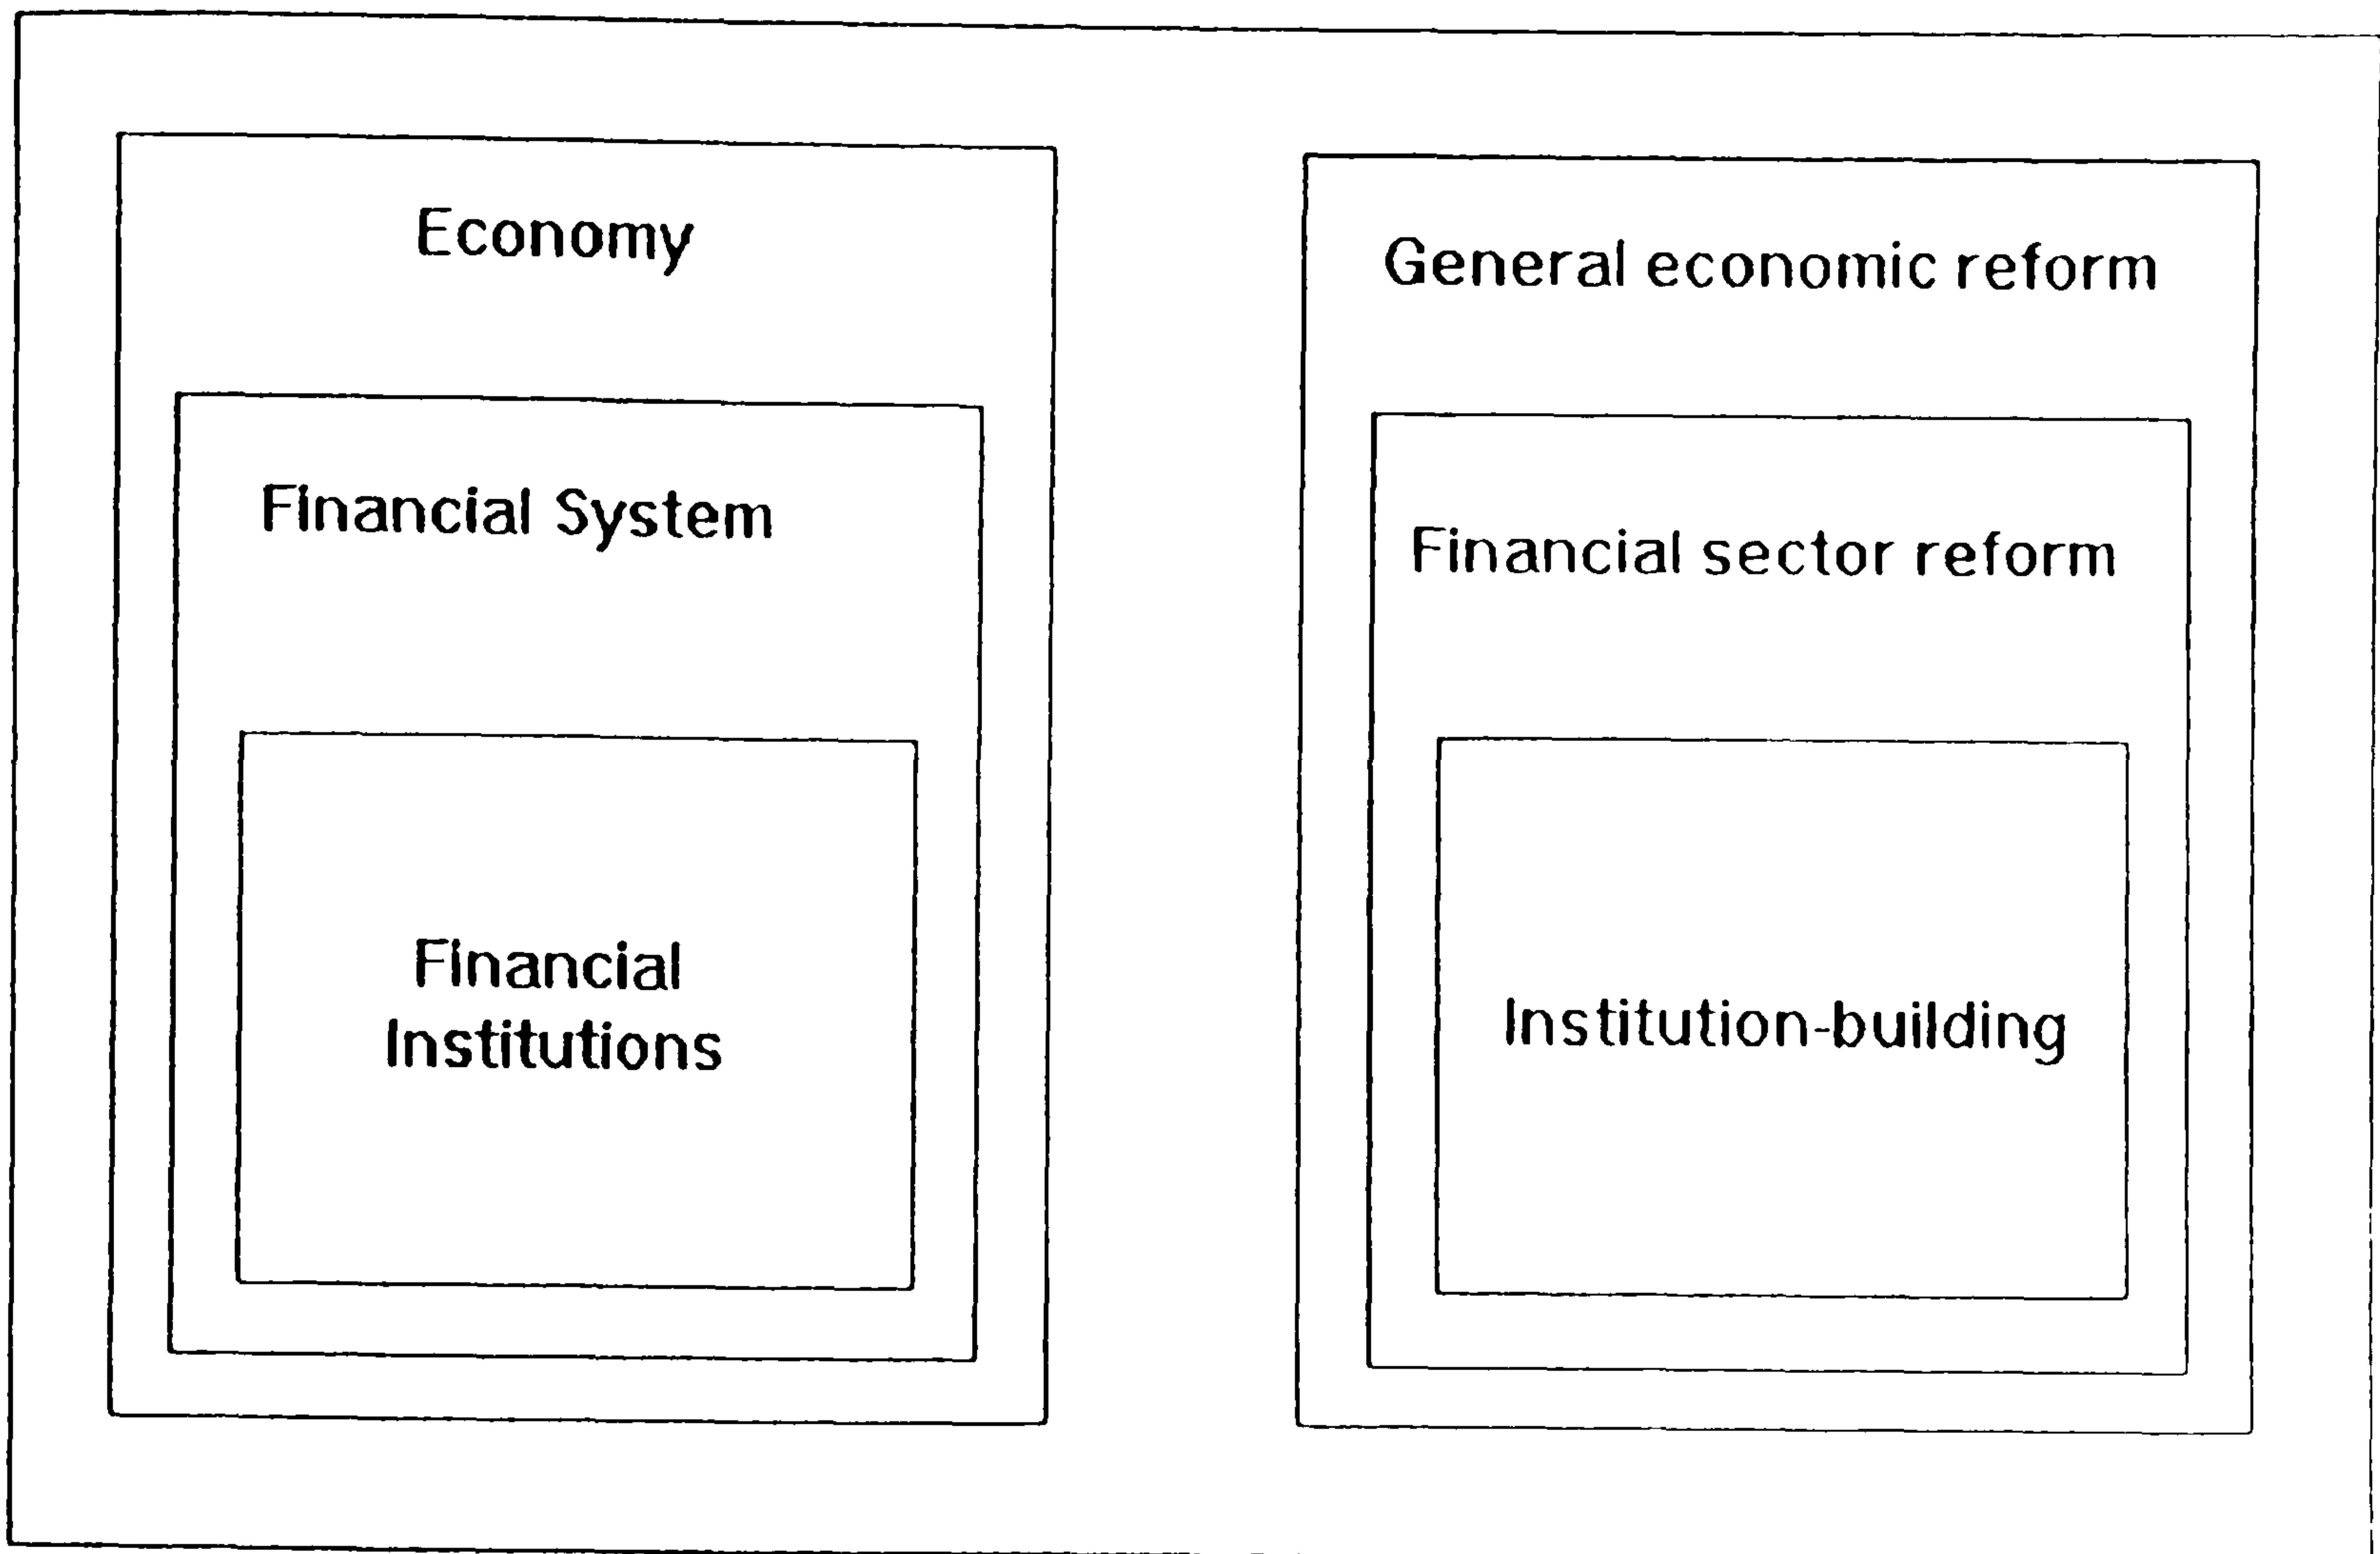 Economy
Financial System
Financial
Institutions
General economic reform
Financial sector reform
Institution-building